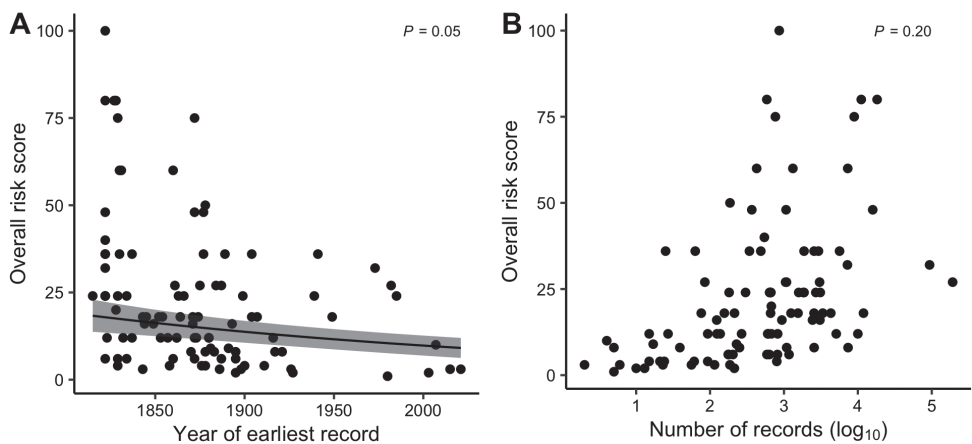 A
P = 0.05
100
75
50
25
0
Overall risk score
1850
1900
1950
2000
Year of earliest record
B
P = 0.20
100
75
50
25
0
Overall risk score
1
2
3
4
5
Number of records (log₁₀)